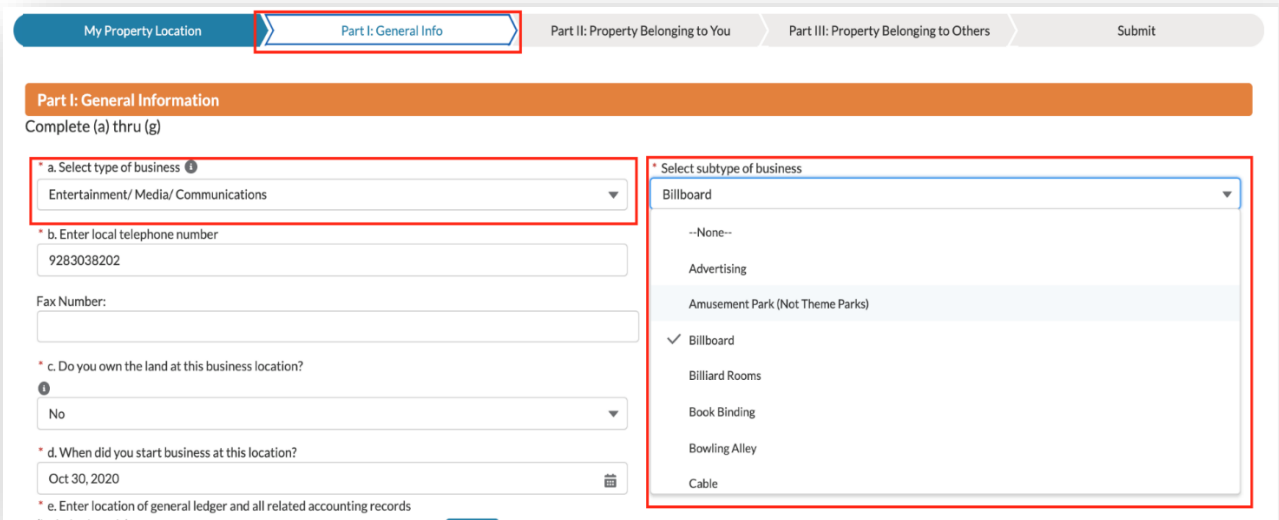 My Property Location
Part I: General Info
Part II: Property Belonging to You
Part III: Property Belonging to Others
Submit
Part I: General Information
Complete (a) thru (g)
* a. Select type of business
Entertainment/ Media/ Communications
* b. Enter local telephone number
9283038202
Fax Number:
* c. Do you own the land at this business location?
No
* d. When did you start business at this location?
Oct 30, 2020
* e. Enter location of general ledger and all related accounting records
* Select subtype of business
Billboard
--None--
Advertising
Amusement Park (Not Theme Parks)
Billboard
Billiard Rooms
Book Binding
Bowling Alley
Cable